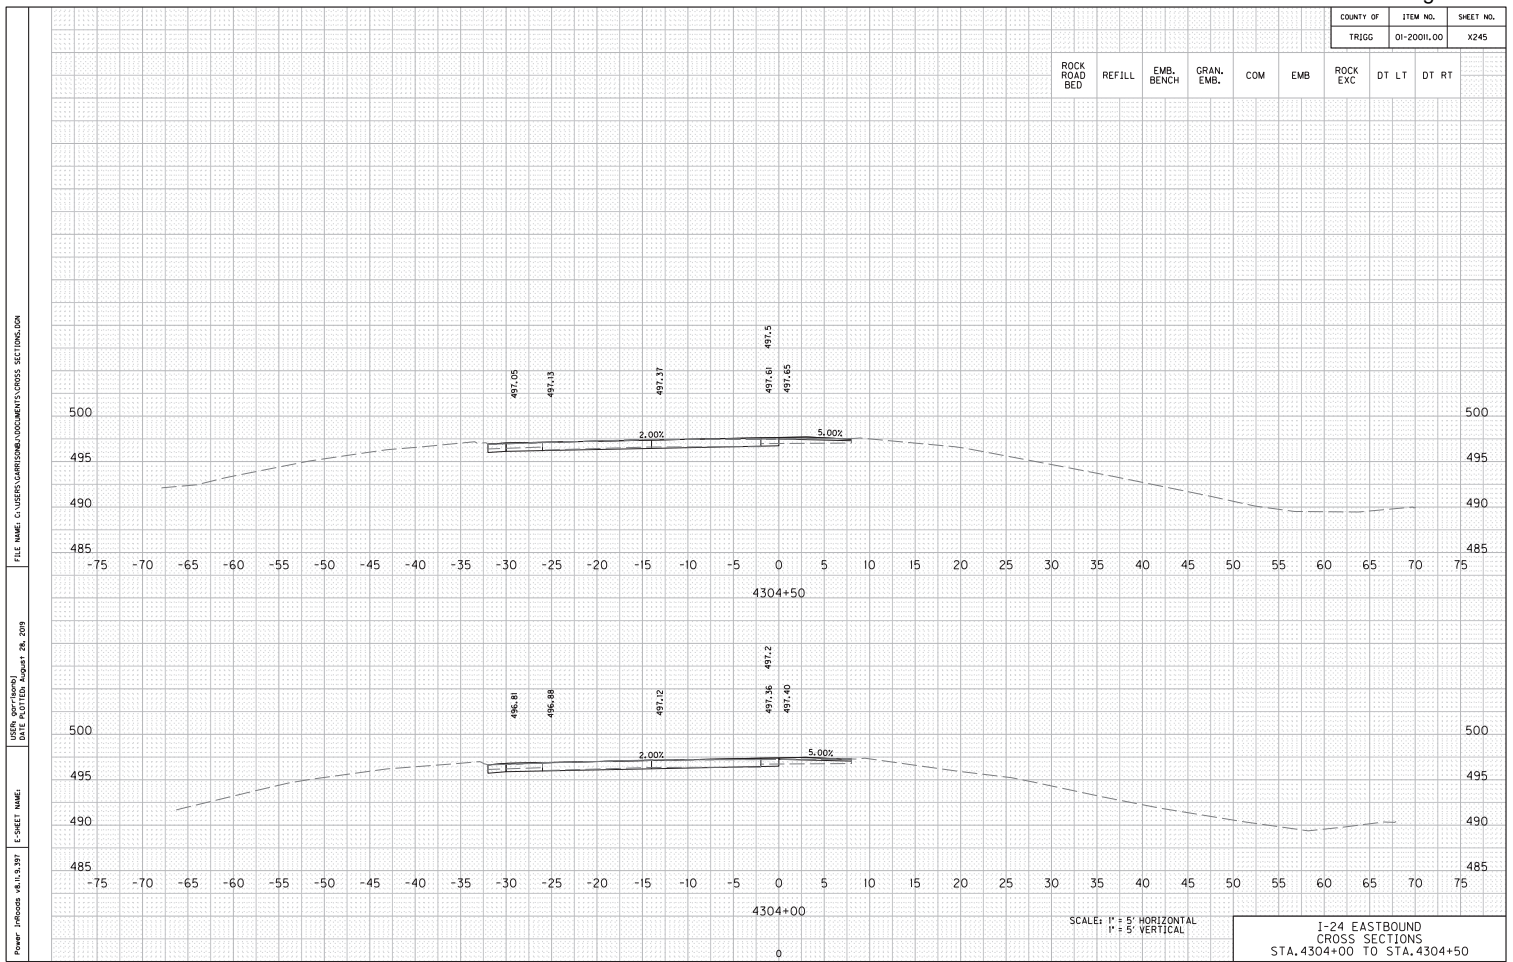 COUNTY OF ITEM NO. SHEET NO.
TRIGG 01-20011.00 X245
ROCK ROAD BED REFILL EMB. BENCH GRAN. EMB. COM EMB ROCK EXC DT LT DT RT
497.5
497.05 497.13 497.37 497.61 497.65
500 500
2.00% 5.00%
495 495
490 490
485 485
-75 -70 -65 -60 -55 -50 -45 -40 -35 -30 -25 -20 -15 -10 -5 0 5 10 15 20 25 30 35 40 45 50 55 60 65 70 75
4304+50
497.2
496.81 496.88 497.12 497.36 497.40
500 500
2.00% 5.00%
495 495
490 490
485 485
-75 -70 -65 -60 -55 -50 -45 -40 -35 -30 -25 -20 -15 -10 -5 0 5 10 15 20 25 30 35 40 45 50 55 60 65 70 75
4304+00
0
SCALE: 1" = 5' HORIZONTAL
1" = 5' VERTICAL
I-24 EASTBOUND
CROSS SECTIONS
STA.4304+00 TO STA.4304+50
FILE NAME: C:\USERS\GARRISONBJ\DOCUMENTS\CROSS SECTIONS.DGN
USER: garrisonbj
DATE PLOTTED: August 28, 2019
E-SHEET NAME:
Power InRoads v8.11.9.397